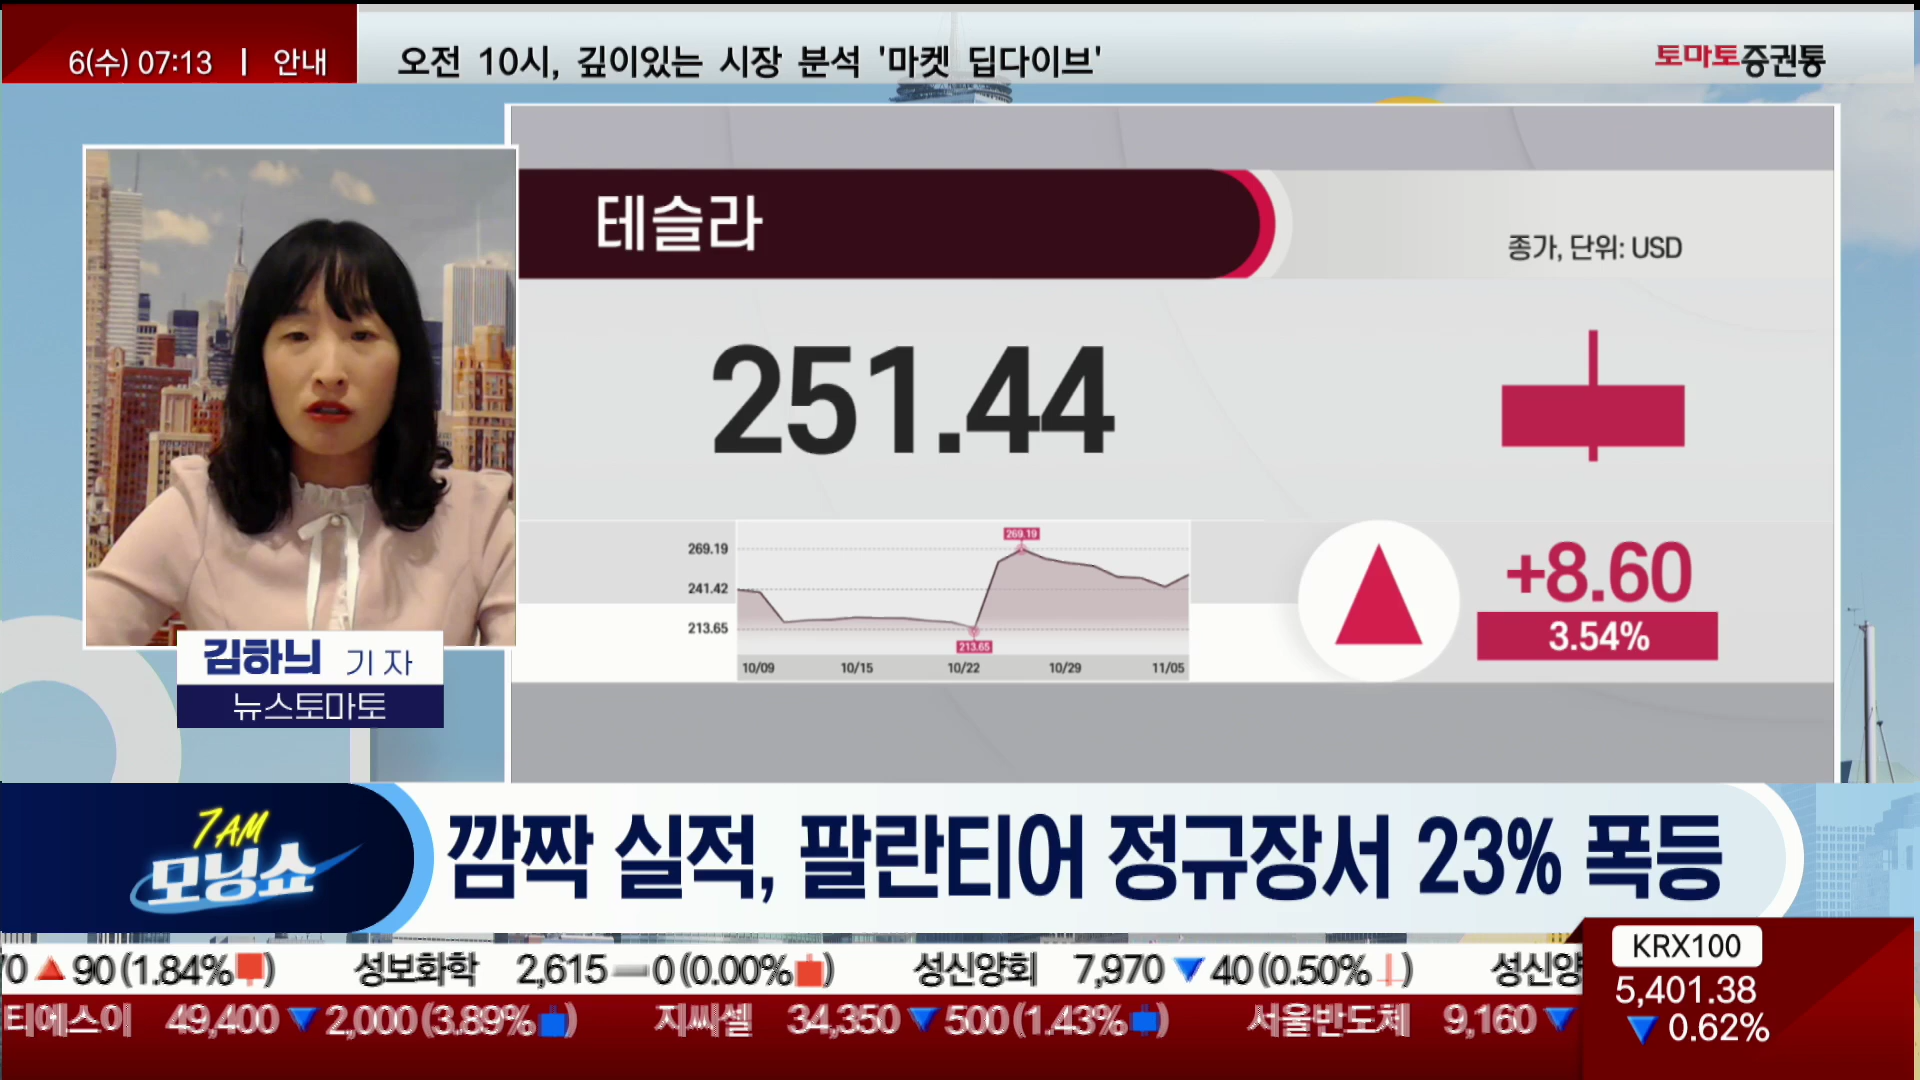 6(수) 07:13 | 안내
오전 10시, 깊이있는 시장 분석 '마켓 딥다이브'
토마토증권통
테슬라
종가, 단위: USD
251.44
269.19
241.42
213.65
269.19
213.65
10/09 10/15 10/22 10/29 11/05
+8.60
3.54%
김하늬 기자
뉴스토마토
7AM
모닝쇼
깜짝 실적, 팔란티어 정규장서 23% 폭등
0 ▲ 90 (1.84%) 성보화학 2,615 0 (0.00%) 성신양회 7,970 ▼ 40 (0.50%) 성신양
티에스이 49,400 ▼ 2,000 (3.89%) 지씨셀 34,350 ▼ 500 (1.43%) 서울반도체 9,160 ▼
KRX100
5,401.38
▼ 0.62%